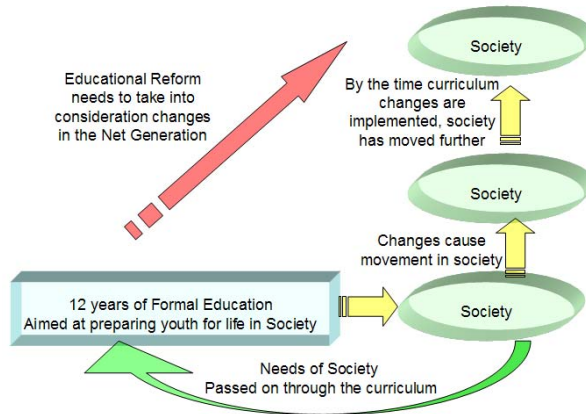 Society
Educational Reform
needs to take into
consideration changes
in the Net Generation
By the time curriculum
changes are
implemented, society
has moved further
Society
Changes cause
movement in society
12 years of Formal Education
Aimed at preparing youth for life in Society
Society
Needs of Society
Passed on through the curriculum